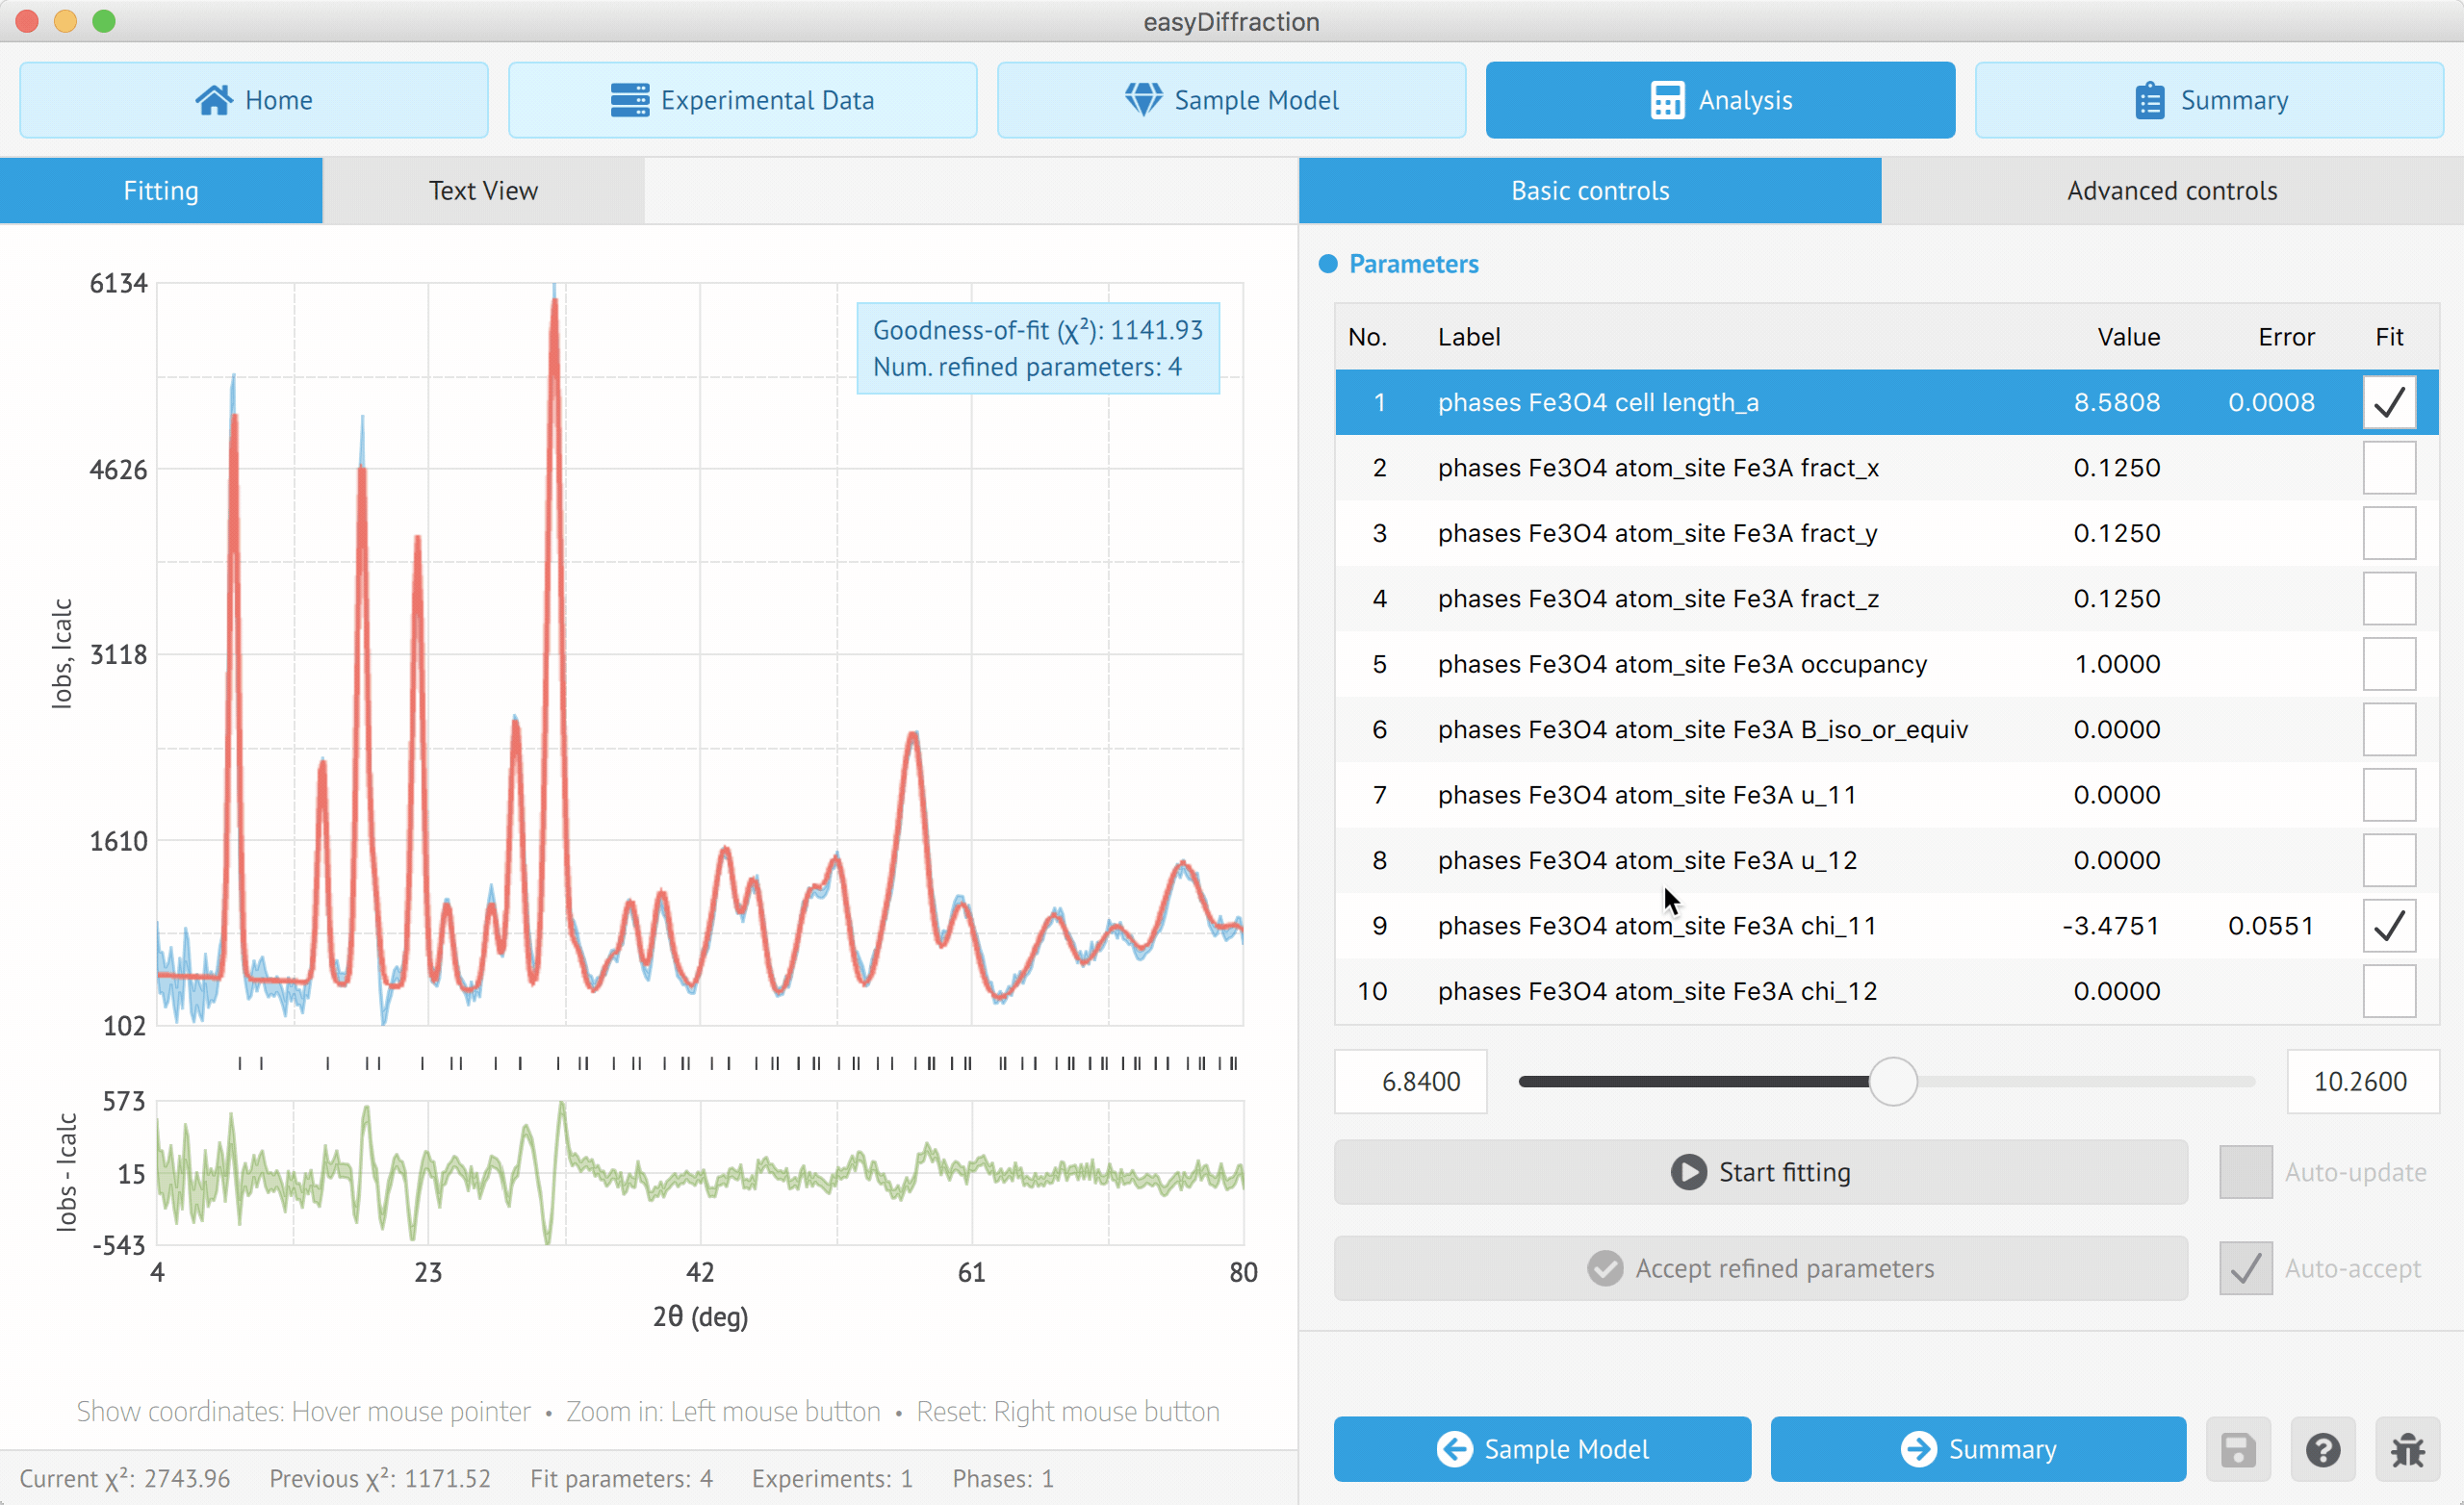 easyDiffraction
Home
Experimental Data
Sample Model
Analysis
Summary
Fitting
Text View
Basic controls
Advanced controls
6134
4626
3118
1610
102
Iobs, Icalc
Goodness-of-fit (χ²): 1141.93
Num. refined parameters: 4
573
15
-543
Iobs - Icalc
4 23 42 61 80
2θ (deg)
Show coordinates: Hover mouse pointer • Zoom in: Left mouse button • Reset: Right mouse button
Current χ²: 2743.96 Previous χ²: 1171.52 Fit parameters: 4 Experiments: 1 Phases: 1
Parameters
No. Label Value Error Fit
1 phases Fe3O4 cell length_a 8.5808 0.0008
2 phases Fe3O4 atom_site Fe3A fract_x 0.1250
3 phases Fe3O4 atom_site Fe3A fract_y 0.1250
4 phases Fe3O4 atom_site Fe3A fract_z 0.1250
5 phases Fe3O4 atom_site Fe3A occupancy 1.0000
6 phases Fe3O4 atom_site Fe3A B_iso_or_equiv 0.0000
7 phases Fe3O4 atom_site Fe3A u_11 0.0000
8 phases Fe3O4 atom_site Fe3A u_12 0.0000
9 phases Fe3O4 atom_site Fe3A chi_11 -3.4751 0.0551
10 phases Fe3O4 atom_site Fe3A chi_12 0.0000
6.8400 10.2600
Start fitting
Auto-update
Accept refined parameters
Auto-accept
Sample Model
Summary